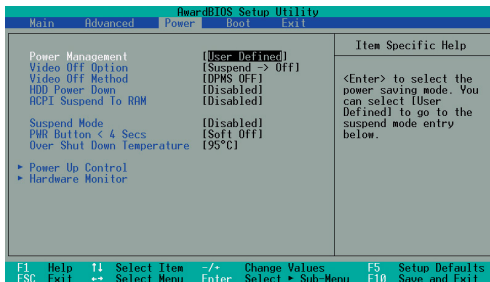 AwardBIOS Setup Utility
Main Advanced Power Boot Exit
Power Management [User Defined]
Video Off Option [Suspend -> Off]
Video Off Method [DPMS OFF]
HDD Power Down [Disabled]
ACPI Suspend To RAM [Disabled]
Suspend Mode [Disabled]
PWR Button < 4 Secs [Soft Off]
Over Shut Down Temperature [95°C]
► Power Up Control
► Hardware Monitor
Item Specific Help
<Enter> to select the
power saving mode. You
can select [User
Defined] to go to the
suspend mode entry
below.
F1 Help ↑↓ Select Item -/+ Change Values F5 Setup Defaults
ESC Exit ←→ Select Menu Enter Select ► Sub-Menu F10 Save and Exit